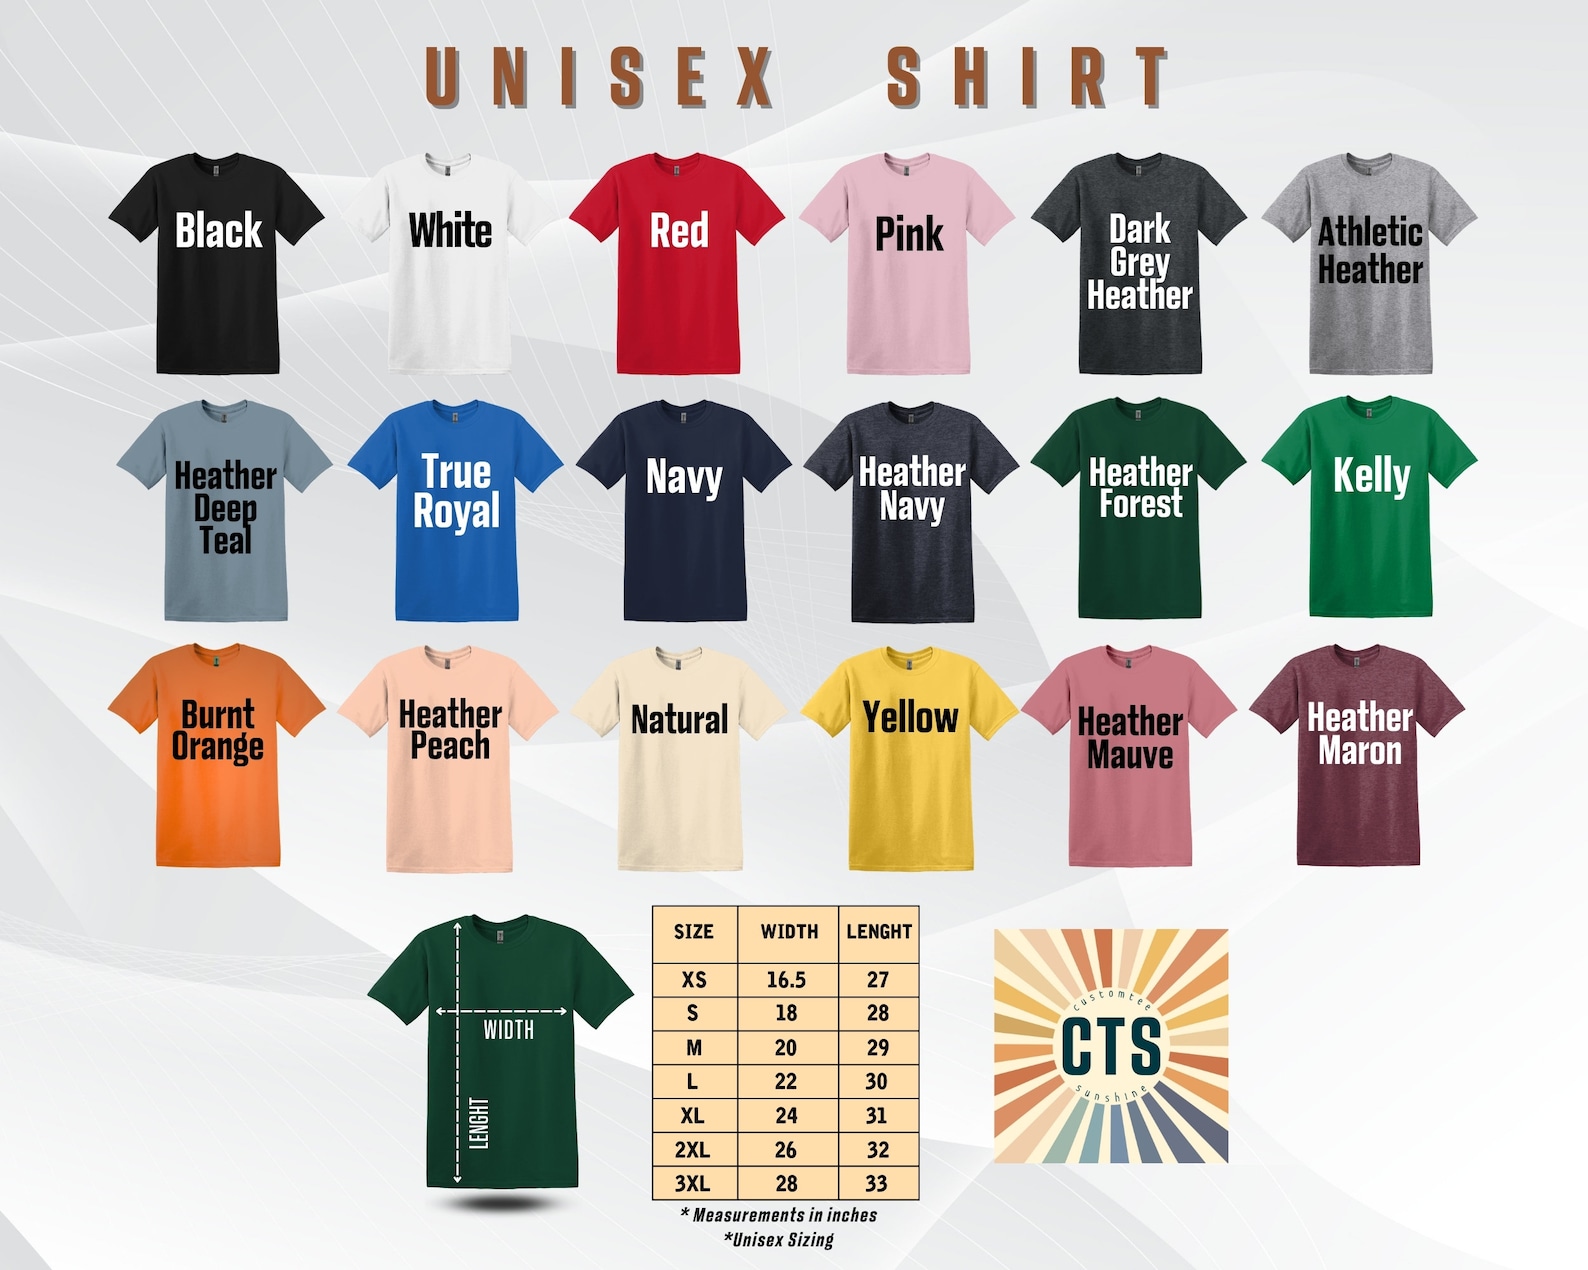 UNISEX SHIRT
Black
White
Red
Pink
Dark
Grey
Heather
Athletic
Heather
Heather
Deep
Teal
True
Royal
Navy
Heather
Navy
Heather
Forest
Kelly
Burnt
Orange
Heather
Peach
Natural
Yellow
Heather
Mauve
Heather
Maron
WIDTH
LENGHT
SIZE WIDTH LENGHT
XS 16.5 27
S 18 28
M 20 29
L 22 30
XL 24 31
2XL 26 32
3XL 28 33
* Measurements in inches
*Unisex Sizing
customtee
CTS
sunshine